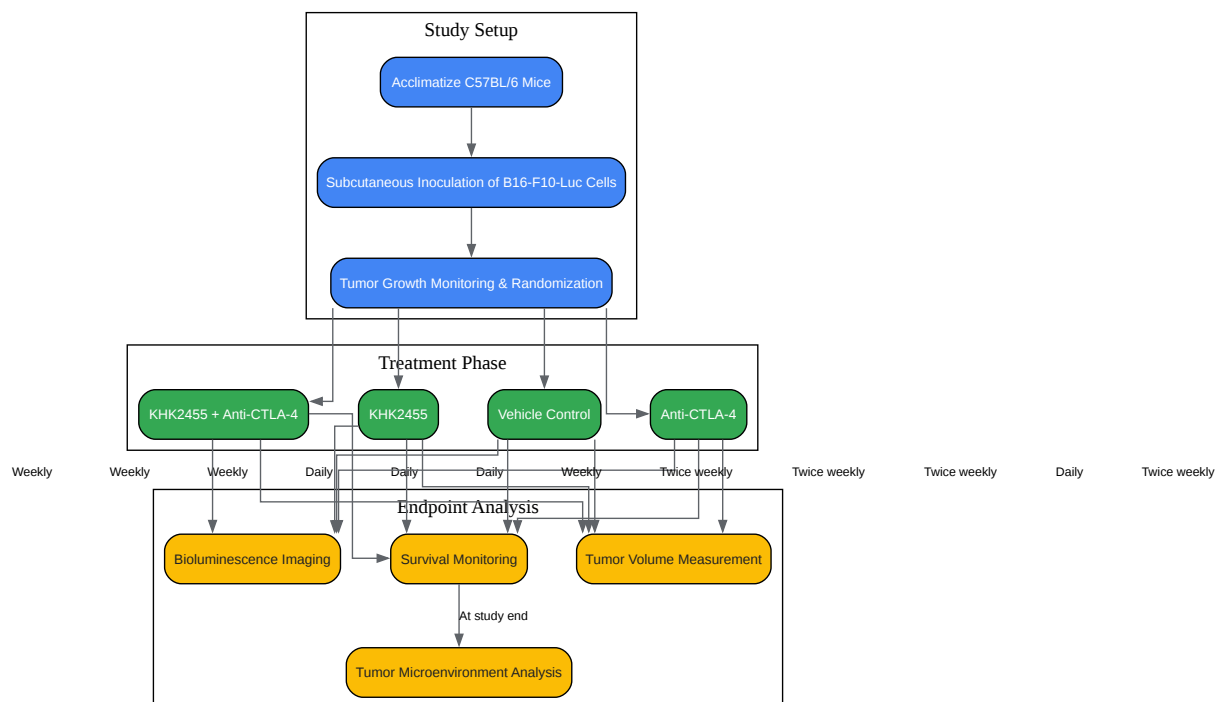 Study Setup
Acclimatize C57BL/6 Mice
Subcutaneous Inoculation of B16-F10-Luc Cells
Tumor Growth Monitoring & Randomization
Treatment Phase
KHK2455 + Anti-CTLA-4
KHK2455
Vehicle Control
Anti-CTLA-4
Weekly
Weekly
Weekly
Daily
Daily
Daily
Weekly
Twice weekly
Twice weekly
Twice weekly
Daily
Twice weekly
Endpoint Analysis
Bioluminescence Imaging
Survival Monitoring
Tumor Volume Measurement
At study end
Tumor Microenvironment Analysis